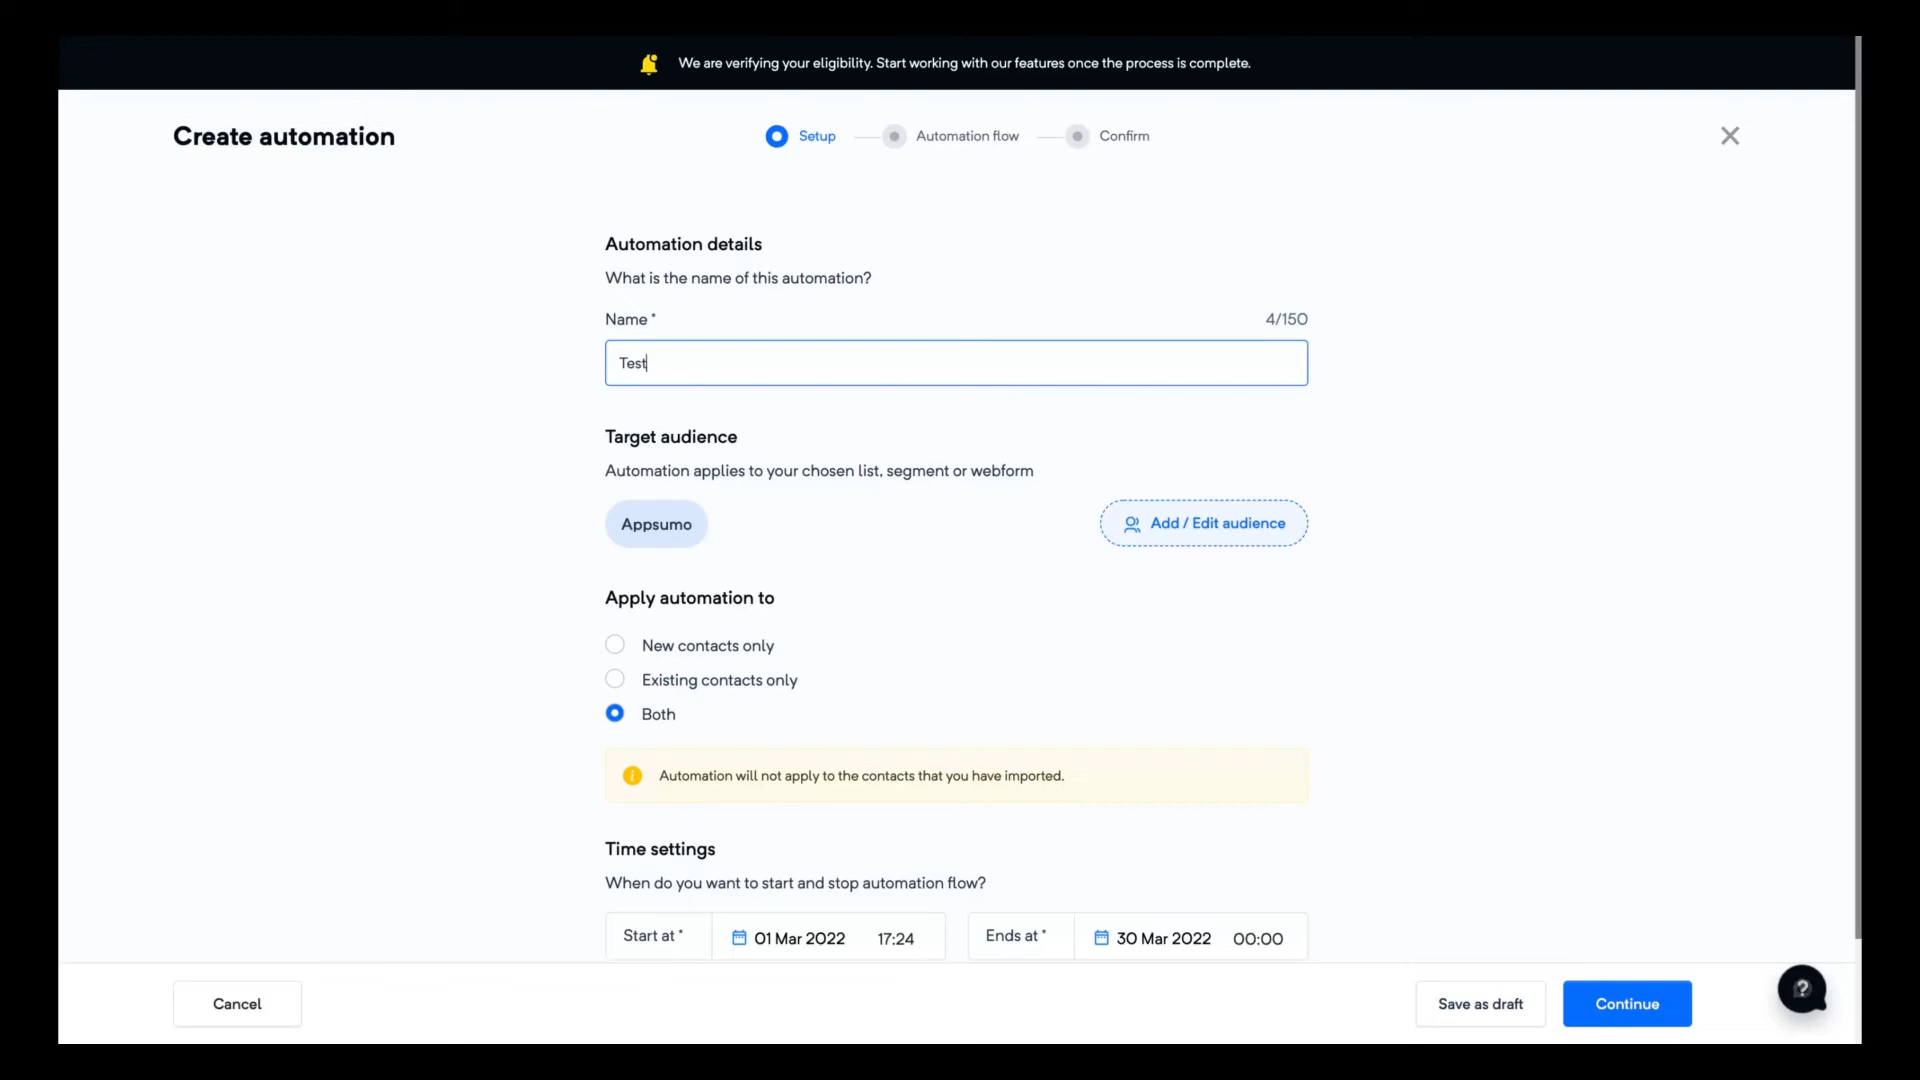 We are verifying your eligibility. Start working with our features once the process is complete.
Create automation
Setup
Automation flow
Confirm
Automation details
What is the name of this automation?
Name *
4/150
Test
Target audience
Automation applies to your chosen list, segment or webform
Appsumo
Add / Edit audience
Apply automation to
New contacts only
Existing contacts only
Both
Automation will not apply to the contacts that you have imported.
Time settings
When do you want to start and stop automation flow?
Start at *
01 Mar 2022
17:24
Ends at *
30 Mar 2022
00:00
Cancel
Save as draft
Continue